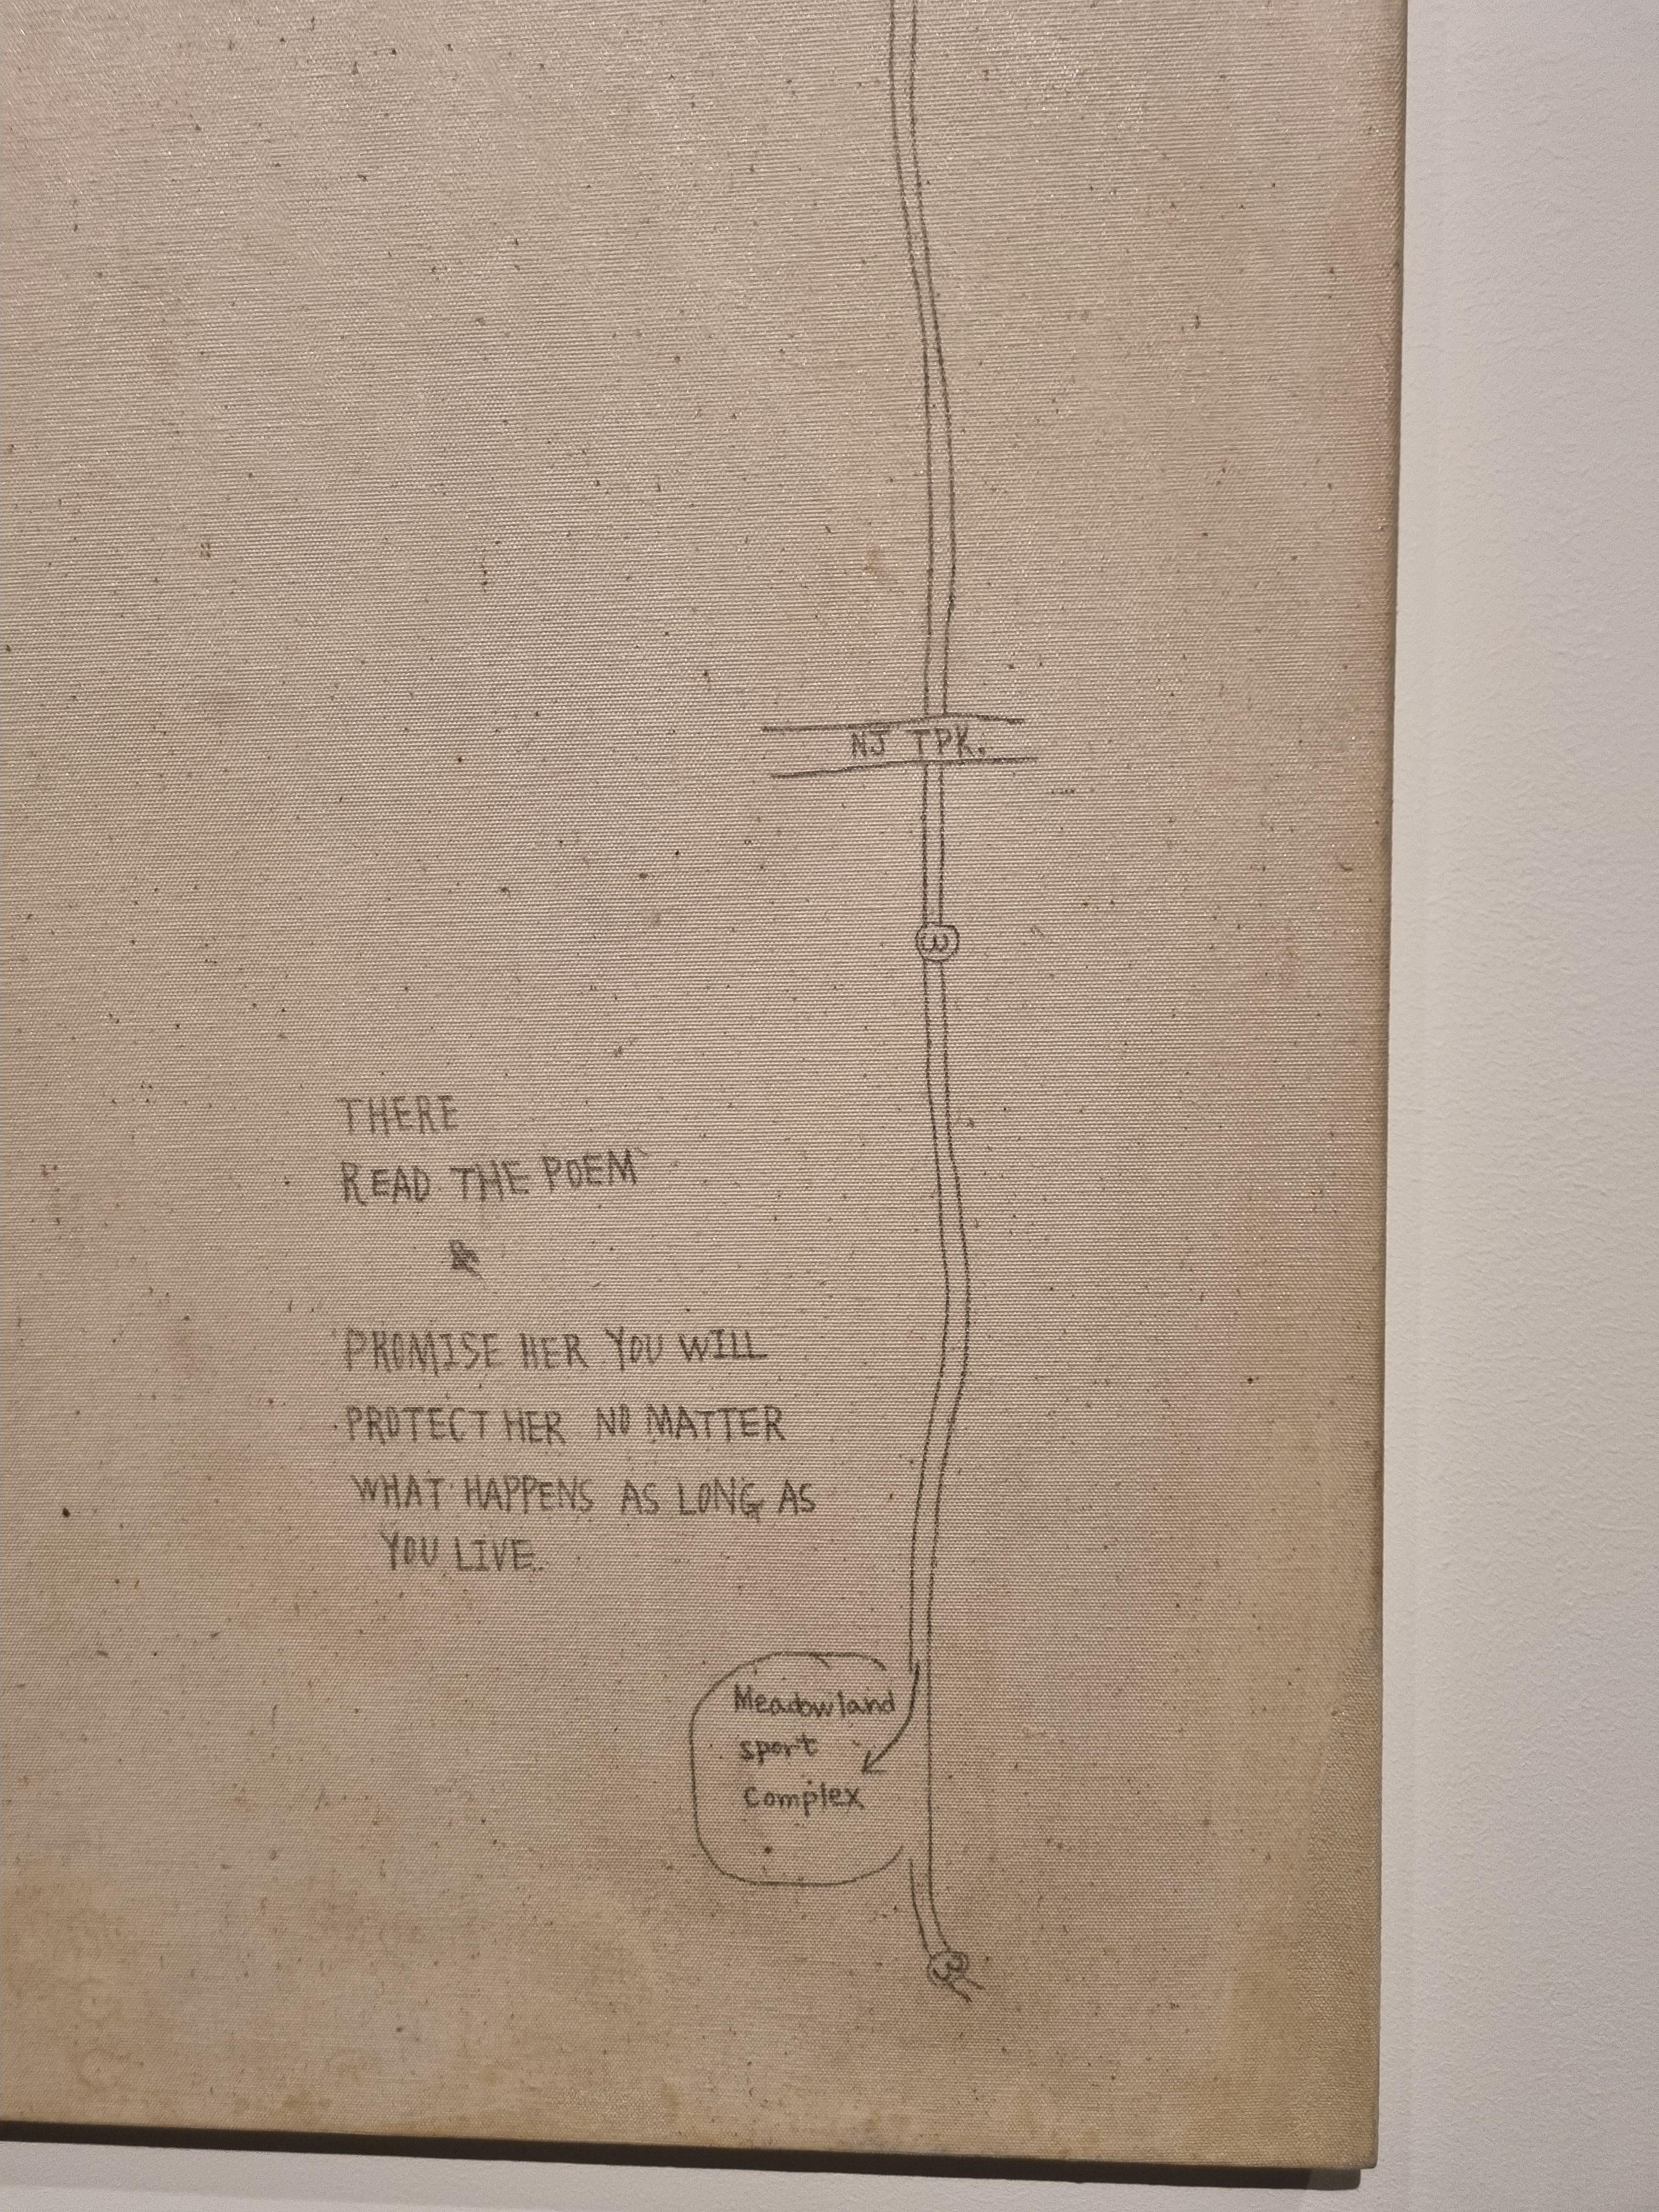 NJ TPK.
3
THERE
READ THE POEM
&
PROMISE HER YOU WILL
PROTECT HER NO MATTER
WHAT HAPPENS AS LONG AS
YOU LIVE.
Meadowland
sport
complex
3